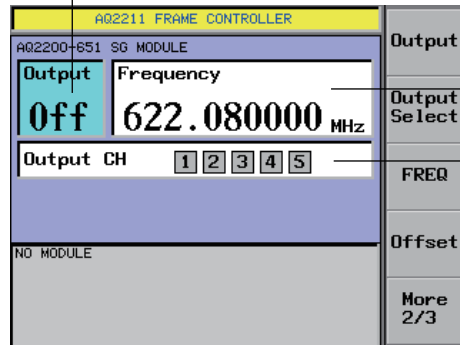 AQ2211 FRAME CONTROLLER
AQ2200-651 SG MODULE
Output
Off
Frequency
622.080000 MHz
Output CH 1 2 3 4 5
NO MODULE
Output
Output
Select
FREQ
Offset
More
2/3